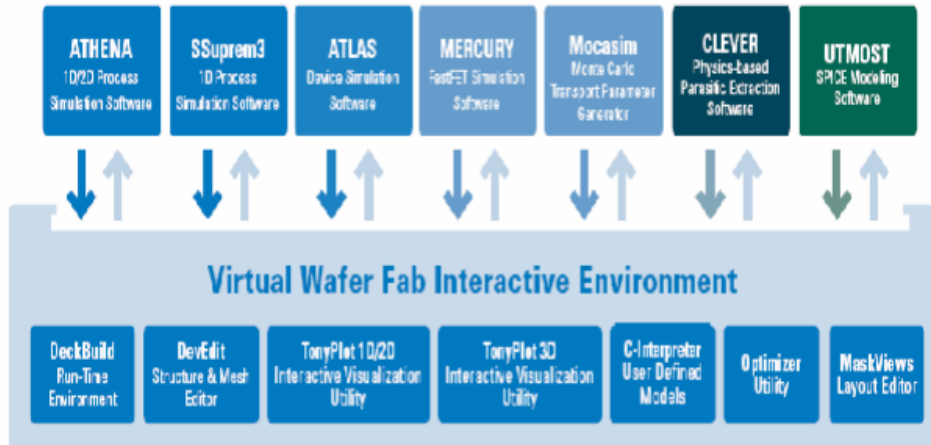 ATHENA
1D/2D Process
Simulation Software
SSuprem3
1D Process
Simulation Software
ATLAS
Device Simulation
Software
MERCURY
FastFET Simulation
Software
Mocasim
Monte Carlo
Transport Parameter
Generator
CLEVER
Physics-based
Parasitic Extraction
Software
UTMOST
SPICE Modeling
Software
Virtual Wafer Fab Interactive Environment
DeckBuild
Run-Time
Environment
DevEdit
Structure & Mesh
Editor
TonyPlot 1D/2D
Interactive Visualization
Utility
TonyPlot 3D
Interactive Visualization
Utility
C-Interpreter
User Defined
Models
Optimizer
Utility
MaskViews
Layout Editor